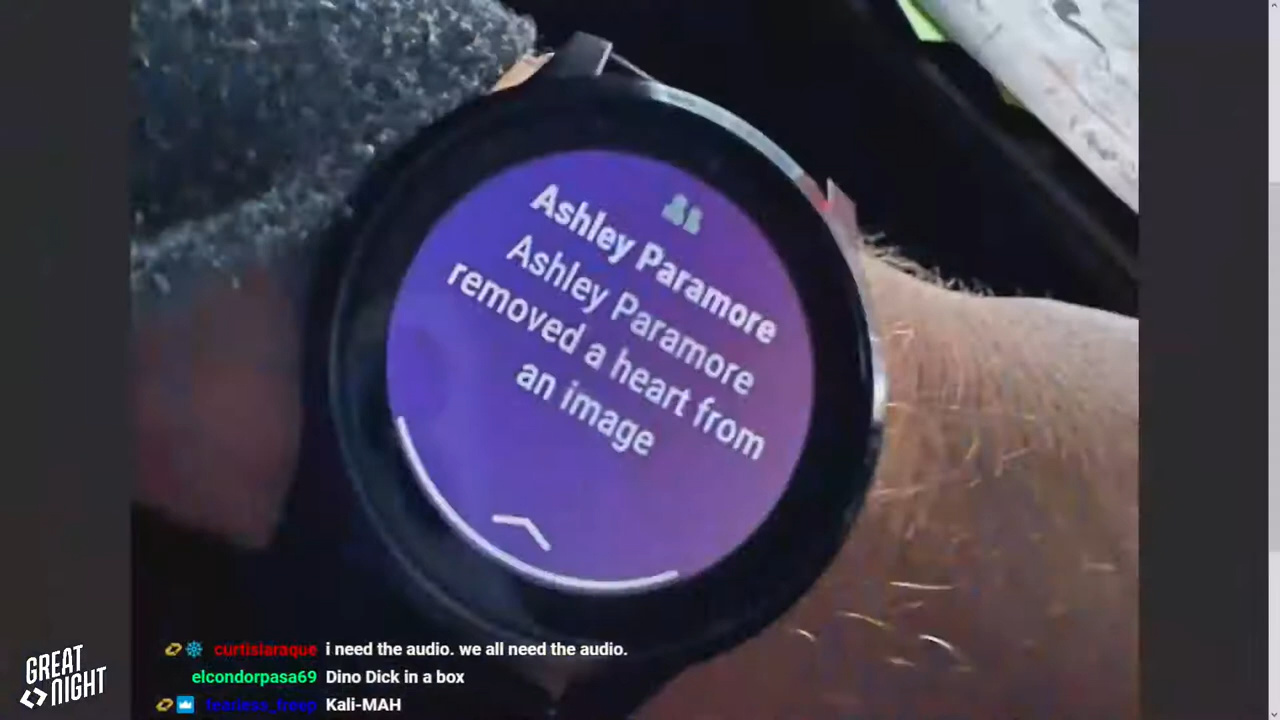 Ashley Paramore
Ashley Paramore
removed a heart from
an image
curtisiaraque i need the audio. we all need the audio.
elcondorpasa69 Dino Dick in a box
Kali-MAH
GREAT
NIGHT